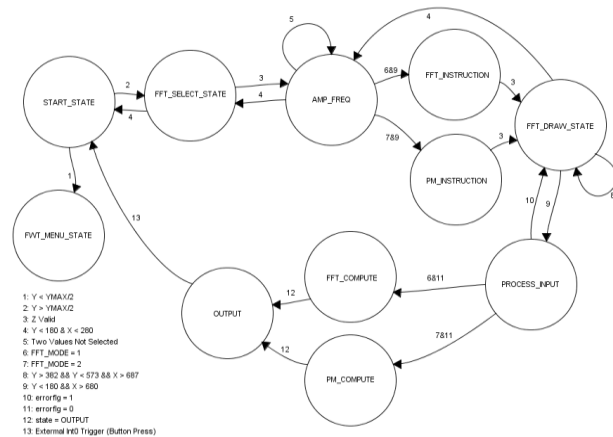 4
5
2
3
6&9
START_STATE
FFT_SELECT_STATE
AMP_FREQ
FFT_INSTRUCTION
3
4
4
FFT_DRAW_STATE
7&9
3
1
PM_INSTRUCTION
8
10
9
13
FWT_MENU_STATE
FFT_COMPUTE
6&11
PROCESS_INPUT
12
OUTPUT
7&11
12
PM_COMPUTE
1: Y < YMAX/2
2: Y > YMAX/2
3: Z Valid
4: Y < 180 & X < 280
5: Two Values Not Selected
6: FFT_MODE = 1
7: FFT_MODE = 2
8: Y > 382 && Y < 573 && X > 687
9: Y < 180 && X > 680
10: errorflg = 1
11: errorflg = 0
12: state = OUTPUT
13: External Int0 Trigger (Button Press)